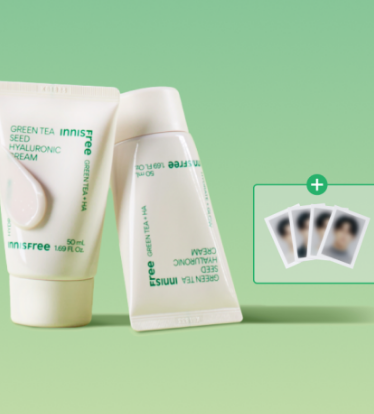 GREEN TEA
SEED
HYALURONIC
CREAM
innisfree
GREEN TEA + HA
innisfree
50 mL
1.69 FL. Oz.
innisfree
50 mL 1.69 FL. Oz.
GREEN TEA + HA
innisfree
GREEN TEA
SEED
HYALURONIC
CREAM
+